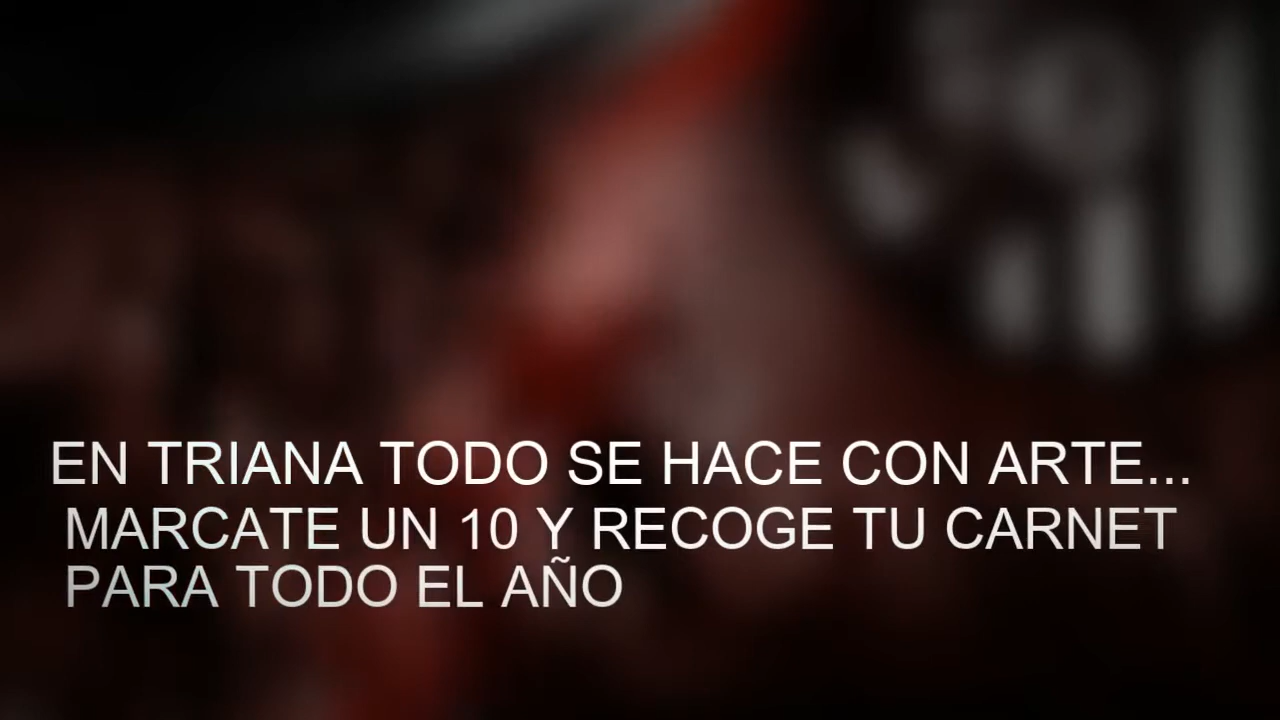 EN TRIANA TODO SE HACE CON ARTE...
MARCATE UN 10 Y RECOGE TU CARNET
PARA TODO EL AÑO